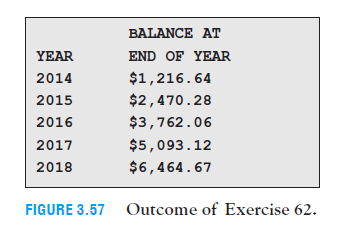 BALANCE AT
YEAR END OF YEAR
2014 $1,216.64
2015 $2,470.28
2016 $3,762.06
2017 $5,093.12
2018 $6,464.67
FIGURE 3.57 Outcome of Exercise 62.